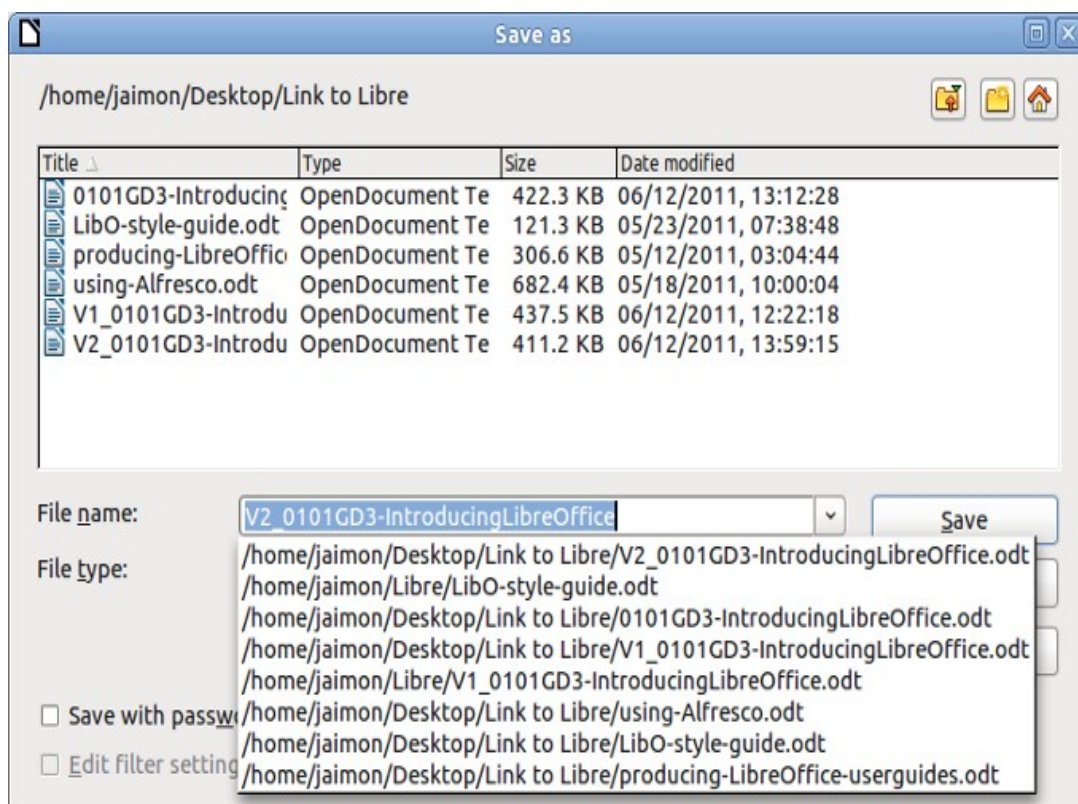 Save as
/home/jaimon/Desktop/Link to Libre
Title Type Size Date modified
0101GD3-Introducing OpenDocument Te 422.3 KB 06/12/2011, 13:12:28
LibO-style-guide.odt OpenDocument Te 121.3 KB 05/23/2011, 07:38:48
producing-LibreOffic OpenDocument Te 306.6 KB 05/12/2011, 03:04:44
using-Alfresco.odt OpenDocument Te 682.4 KB 05/18/2011, 10:00:04
V1_0101GD3-Introdu OpenDocument Te 437.5 KB 06/12/2011, 12:22:18
V2_0101GD3-Introdu OpenDocument Te 411.2 KB 06/12/2011, 13:59:15
File name: V2_0101GD3-IntroducingLibreOffice Save
/home/jaimon/Desktop/Link to Libre/V2_0101GD3-IntroducingLibreOffice.odt
File type:
/home/jaimon/Libre/LibO-style-guide.odt
/home/jaimon/Desktop/Link to Libre/0101GD3-IntroducingLibreOffice.odt
/home/jaimon/Desktop/Link to Libre/V1_0101GD3-IntroducingLibreOffice.odt
/home/jaimon/Libre/V1_0101GD3-IntroducingLibreOffice.odt
Save with passw /home/jaimon/Desktop/Link to Libre/using-Alfresco.odt
/home/jaimon/Desktop/Link to Libre/LibO-style-guide.odt
Edit filter setting /home/jaimon/Desktop/Link to Libre/producing-LibreOffice-userguides.odt